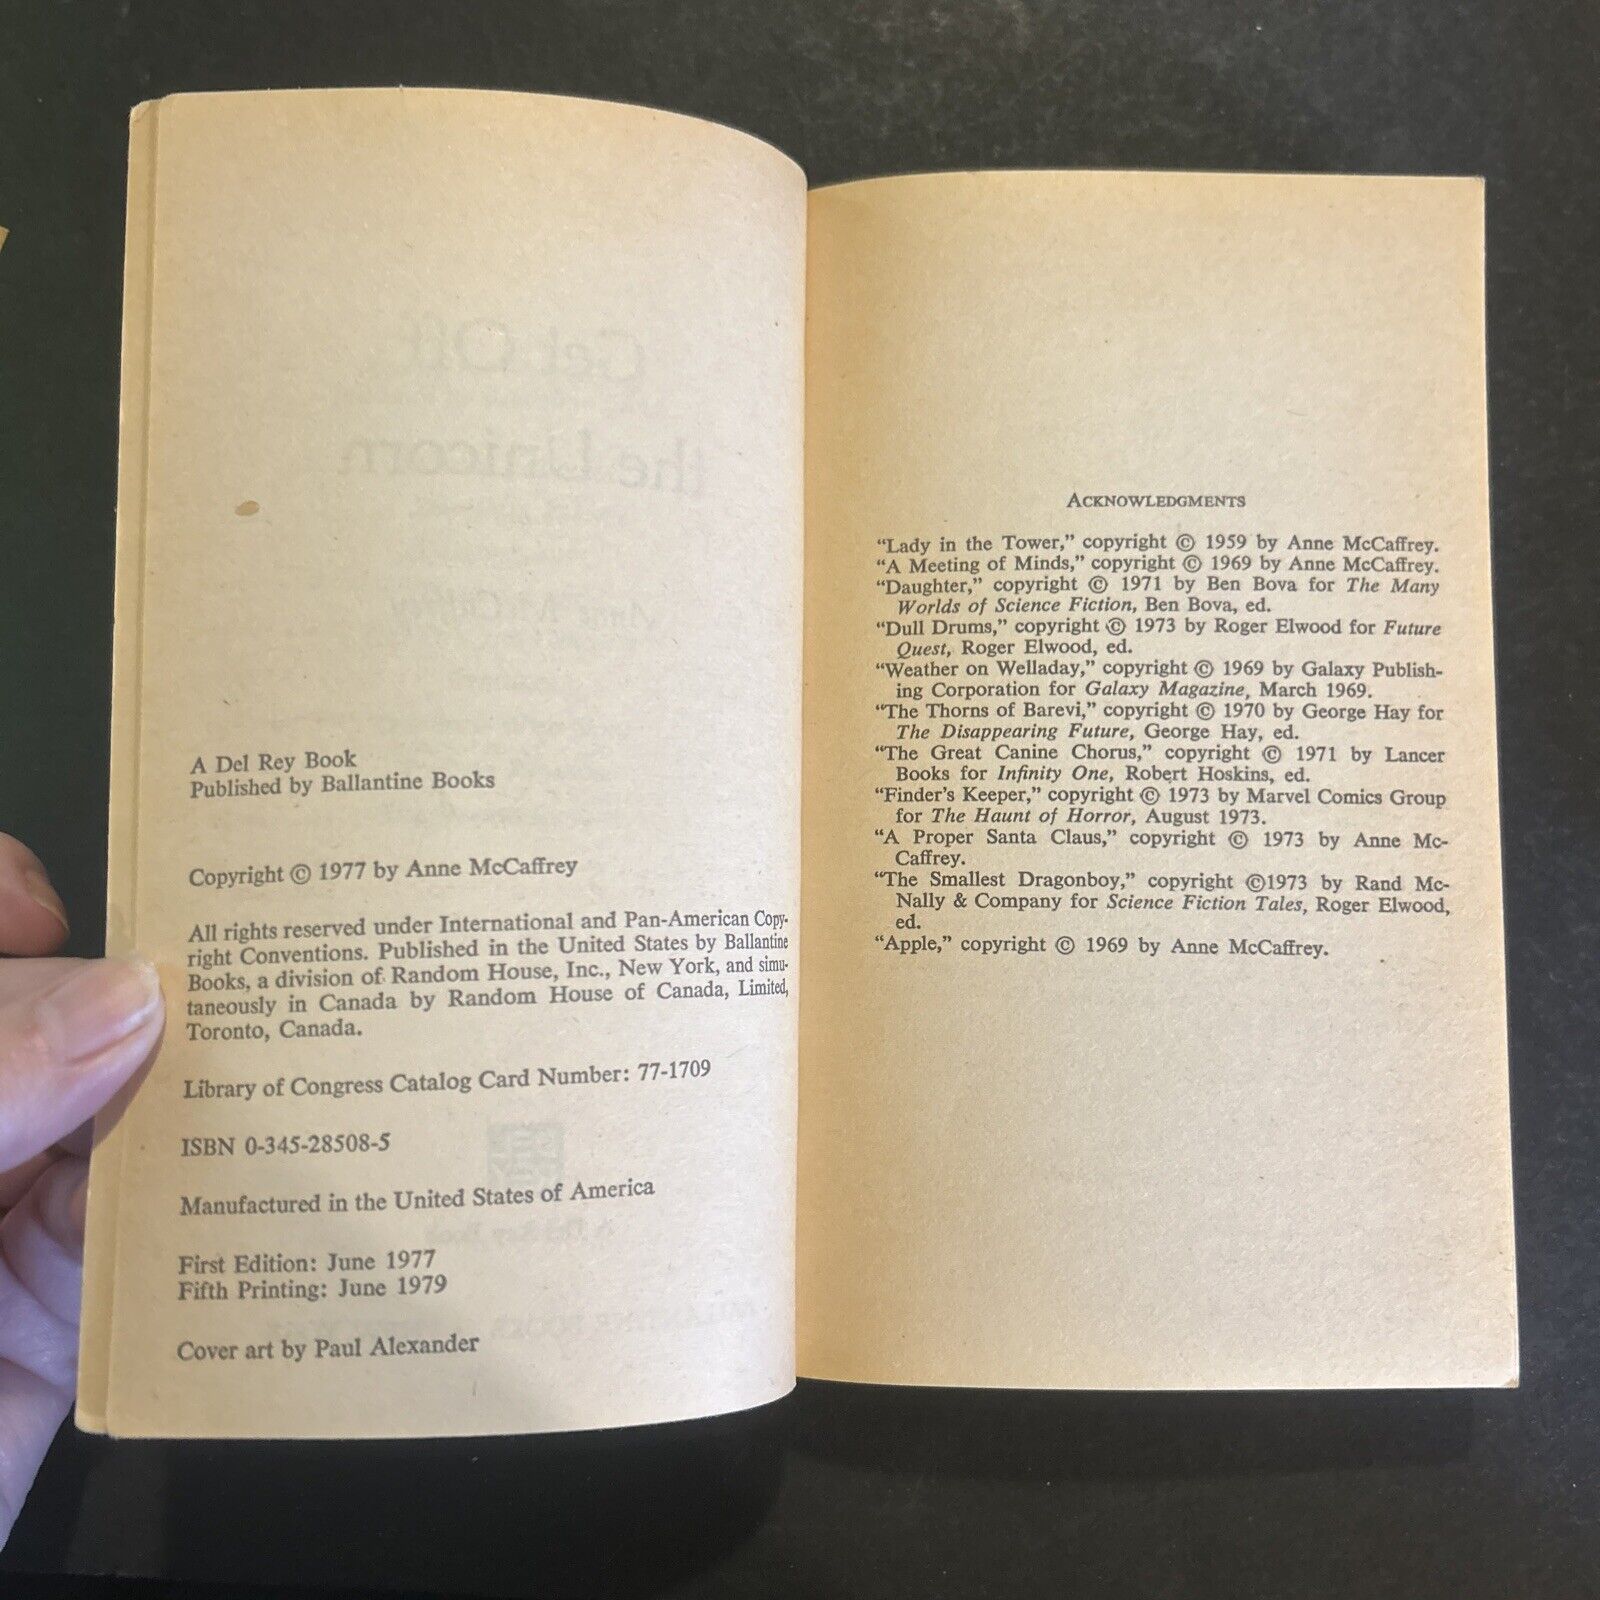 A Del Rey Book
Published by Ballantine Books
Copyright © 1977 by Anne McCaffrey
All rights reserved under International and Pan-American Copy-
right Conventions. Published in the United States by Ballantine
Books, a division of Random House, Inc., New York, and simu-
taneously in Canada by Random House of Canada, Limited,
Toronto, Canada.
Library of Congress Catalog Card Number: 77-1709
ISBN 0-345-28508-5
Manufactured in the United States of America
First Edition: June 1977
Fifth Printing: June 1979
Cover art by Paul Alexander
ACKNOWLEDGMENTS
“Lady in the Tower,” copyright © 1959 by Anne McCaffrey.
“A Meeting of Minds,” copyright © 1969 by Anne McCaffrey.
“Daughter,” copyright © 1971 by Ben Bova for The Many
Worlds of Science Fiction, Ben Bova, ed.
“Dull Drums,” copyright © 1973 by Roger Elwood for Future
Quest, Roger Elwood, ed.
“Weather on Welladay,” copyright © 1969 by Galaxy Publish-
ing Corporation for Galaxy Magazine, March 1969.
“The Thorns of Barevi,” copyright © 1970 by George Hay for
The Disappearing Future, George Hay, ed.
“The Great Canine Chorus,” copyright © 1971 by Lancer
Books for Infinity One, Robert Hoskins, ed.
“Finder’s Keeper,” copyright © 1973 by Marvel Comics Group
for The Haunt of Horror, August 1973.
“A Proper Santa Claus,” copyright © 1973 by Anne Mc-
Caffrey.
“The Smallest Dragonboy,” copyright ©1973 by Rand Mc-
Nally & Company for Science Fiction Tales, Roger Elwood,
ed.
“Apple,” copyright © 1969 by Anne McCaffrey.